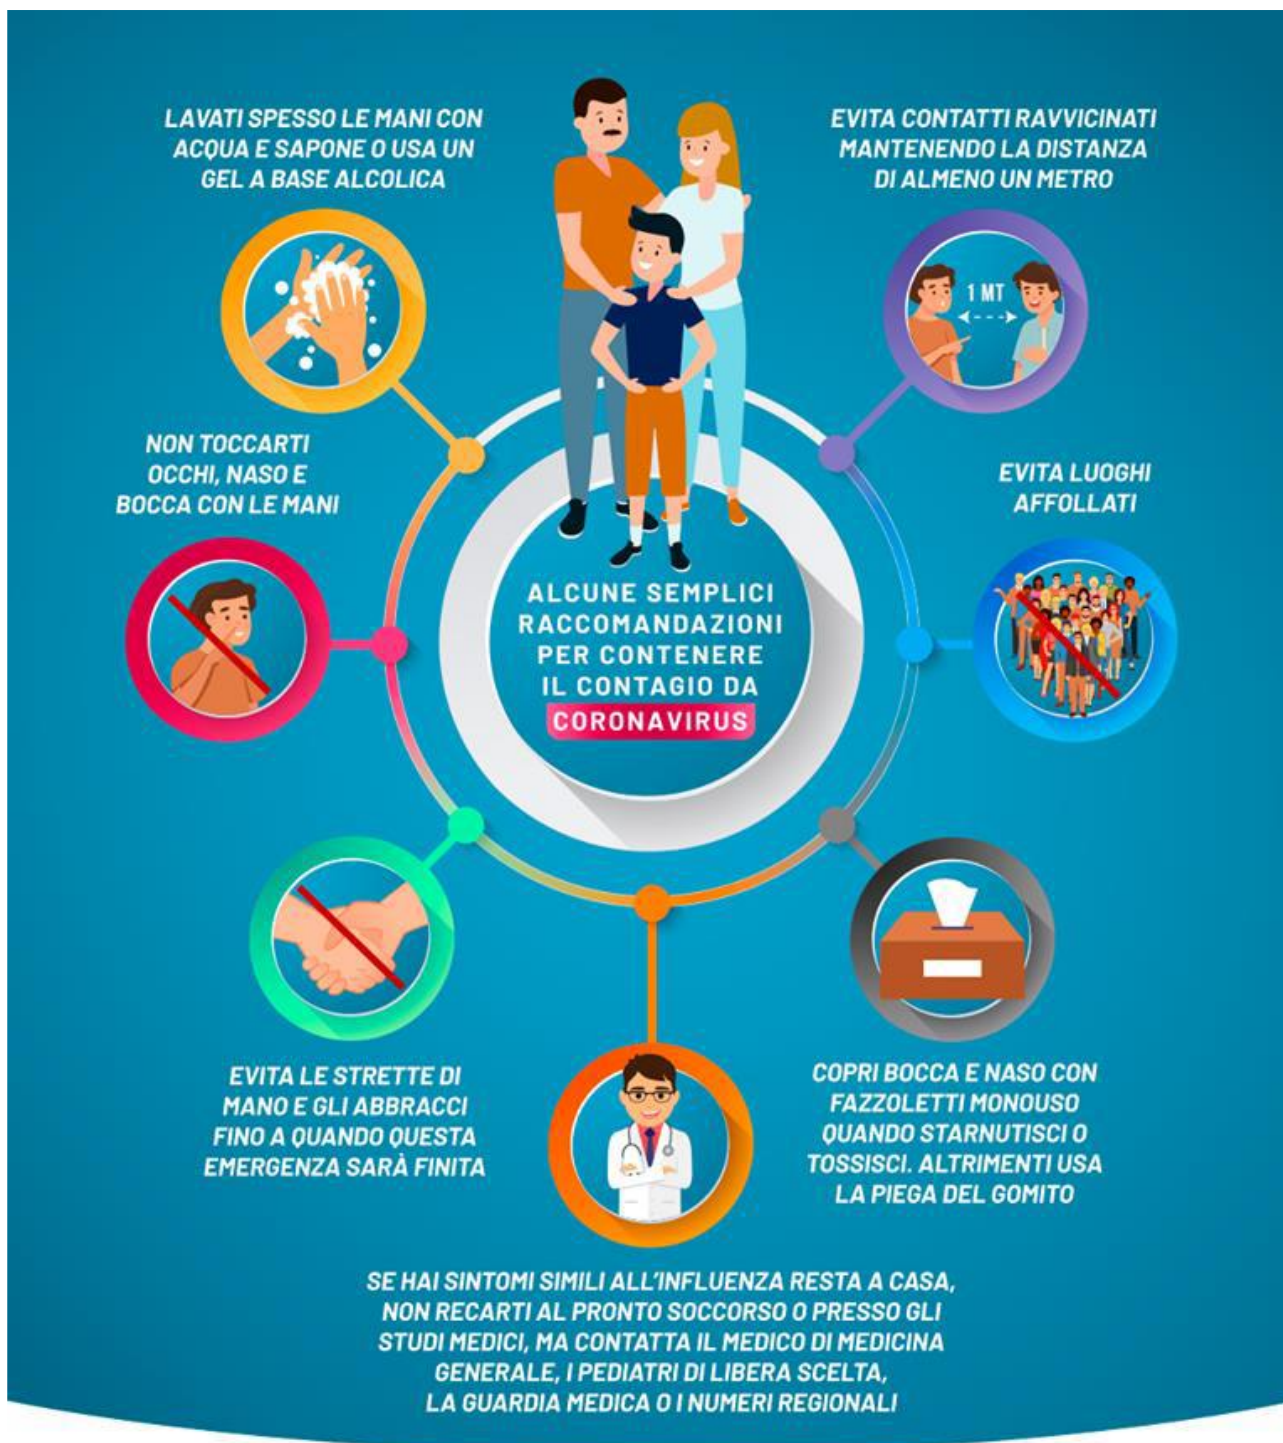 LAVATI SPESSO LE MANI CON
ACQUA E SAPONE O USA UN
GEL A BASE ALCOLICA
EVITA CONTATTI RAVVICINATI
MANTENENDO LA DISTANZA
DI ALMENO UN METRO
1 MT
NON TOCCARTI
OCCHI, NASO E
BOCCA CON LE MANI
EVITA LUOGHI
AFFOLLATI
ALCUNE SEMPLICI
RACCOMANDAZIONI
PER CONTENERE
IL CONTAGIO DA
CORONAVIRUS
EVITA LE STRETTE DI
MANO E GLI ABBRACCI
FINO A QUANDO QUESTA
EMERGENZA SARÀ FINITA
COPRI BOCCA E NASO CON
FAZZOLETTI MONOUSO
QUANDO STARNUTISCI O
TOSSISCI. ALTRIMENTI USA
LA PIEGA DEL GOMITO
SE HAI SINTOMI SIMILI ALL'INFLUENZA RESTA A CASA,
NON RECARTI AL PRONTO SOCCORSO O PRESSO GLI
STUDI MEDICI, MA CONTATTA IL MEDICO DI MEDICINA
GENERALE, I PEDIATRI DI LIBERA SCELTA,
LA GUARDIA MEDICA O I NUMERI REGIONALI